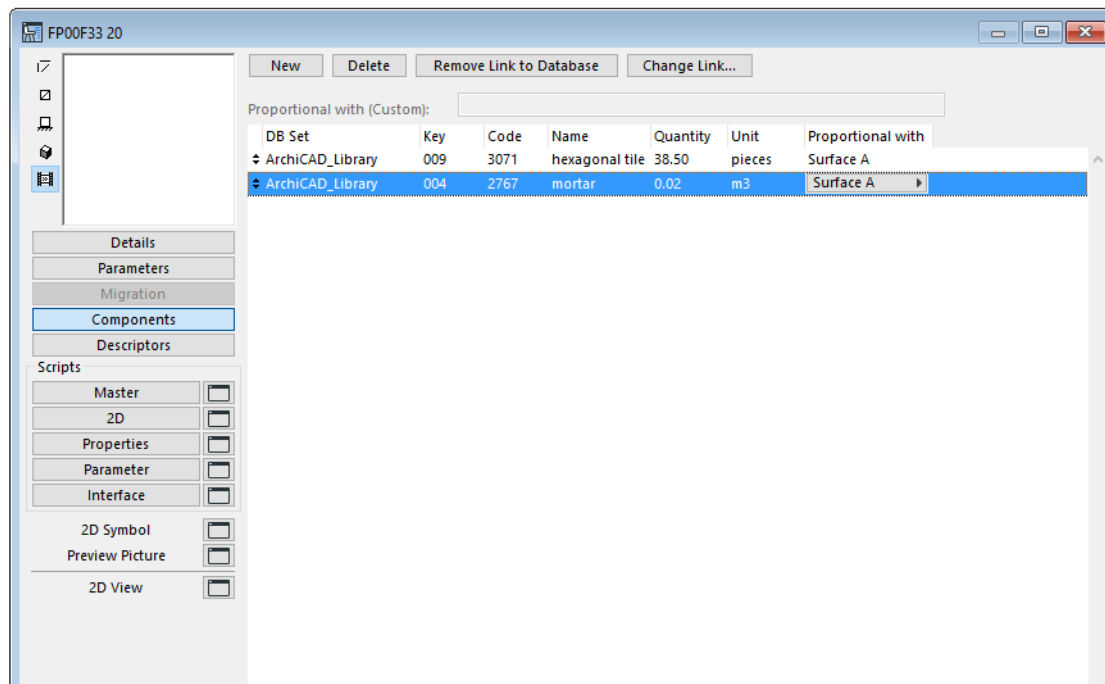 FP00F33 20
New Delete Remove Link to Database Change Link...
Proportional with (Custom):
DB Set Key Code Name Quantity Unit Proportional with
ArchiCAD_Library 009 3071 hexagonal tile 38.50 pieces Surface A
ArchiCAD_Library 004 2767 mortar 0.02 m3 Surface A
Details
Parameters
Migration
Components
Descriptors
Scripts
Master
2D
Properties
Parameter
Interface
2D Symbol
Preview Picture
2D View